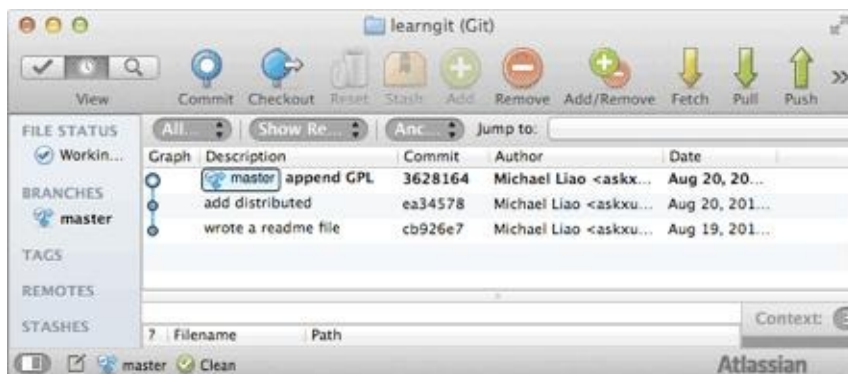 learngit (Git)
View Commit Checkout Reset Stash Add Remove Add/Remove Fetch Pull Push
FILE STATUS
Workin...
BRANCHES
master
TAGS
REMOTES
STASHES
All... Show Re... Anc... Jump to:
Graph Description Commit Author Date
master append GPL 3628164 Michael Liao <askx... Aug 20, 20...
add distributed ea34578 Michael Liao <askxu... Aug 20, 201...
wrote a readme file cb926e7 Michael Liao <askxu... Aug 19, 201...
Context:
? Filename Path
master Clean Atlassian